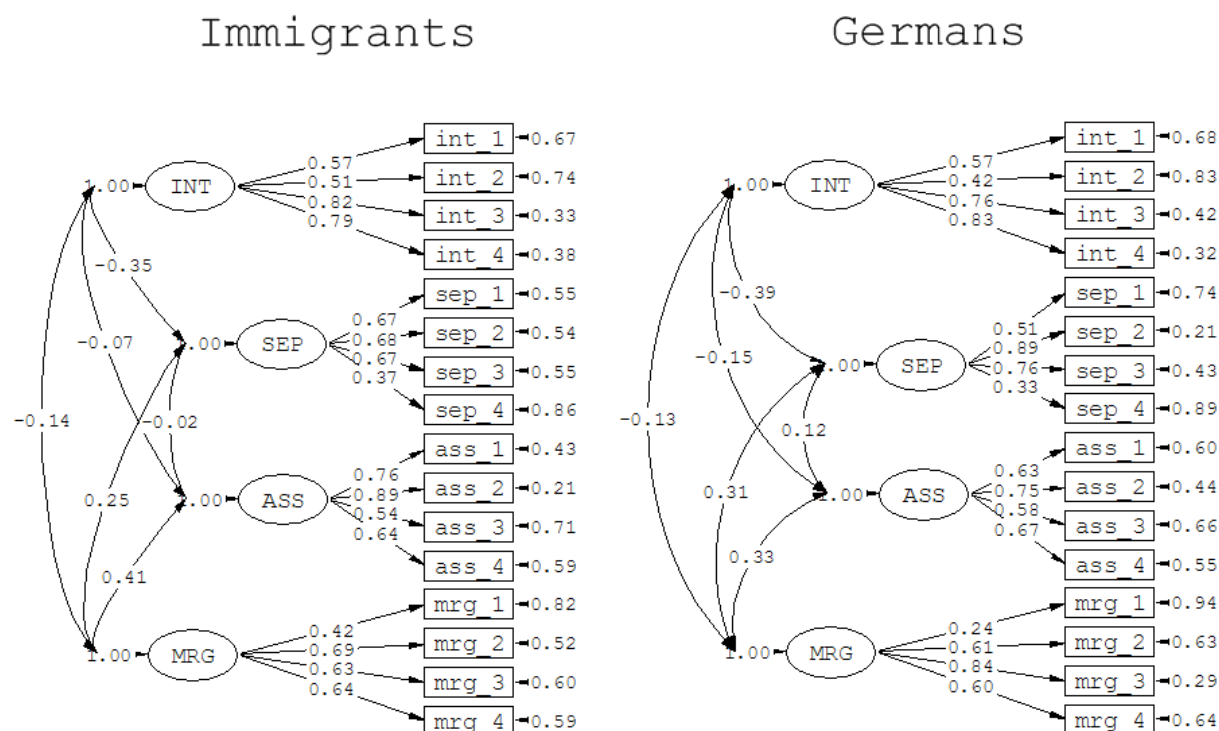 Immigrants
1.00 INT
0.57
0.51
0.82
0.79
int_1 0.67
int_2 0.74
int_3 0.33
int_4 0.38
-0.35
-0.07
-0.14
-0.02
0.25
0.41
.00 SEP
0.67
0.68
0.67
0.37
sep_1 0.55
sep_2 0.54
sep_3 0.55
sep_4 0.86
1.00 ASS
0.76
0.89
0.54
0.64
ass_1 0.43
ass_2 0.21
ass_3 0.71
ass_4 0.59
1.00 MRG
0.42
0.69
0.63
0.64
mrg_1 0.82
mrg_2 0.52
mrg_3 0.60
mrg_4 0.59
Germans
1.00 INT
0.57
0.42
0.76
0.83
int_1 0.68
int_2 0.83
int_3 0.42
int_4 0.32
-0.39
-0.15
-0.13
0.12
0.31
0.33
1.00 SEP
0.51
0.89
0.76
0.33
sep_1 0.74
sep_2 0.21
sep_3 0.43
sep_4 0.89
1.00 ASS
0.63
0.75
0.58
0.67
ass_1 0.60
ass_2 0.44
ass_3 0.66
ass_4 0.55
1.00 MRG
0.24
0.61
0.84
0.60
mrg_1 0.94
mrg_2 0.63
mrg_3 0.29
mrg_4 0.64